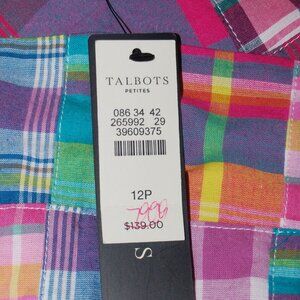 TALBOTS
PETITES
086 34 42
265992 29
39609375
12P
$139.00
S